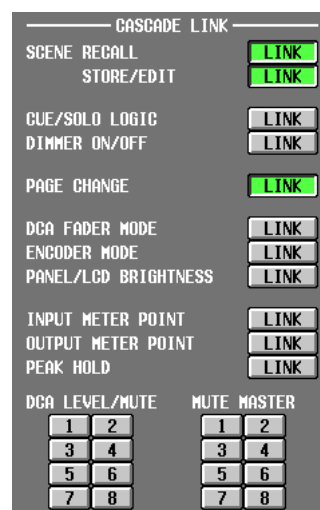 CASCADE LINK
SCENE RECALL LINK
STORE/EDIT LINK
CUE/SOLO LOGIC LINK
DIMMER ON/OFF LINK
PAGE CHANGE LINK
DCA FADER MODE LINK
ENCODER MODE LINK
PANEL/LCD BRIGHTNESS LINK
INPUT METER POINT LINK
OUTPUT METER POINT LINK
PEAK HOLD LINK
DCA LEVEL/MUTE MUTE MASTER
1 2 1 2
3 4 3 4
5 6 5 6
7 8 7 8